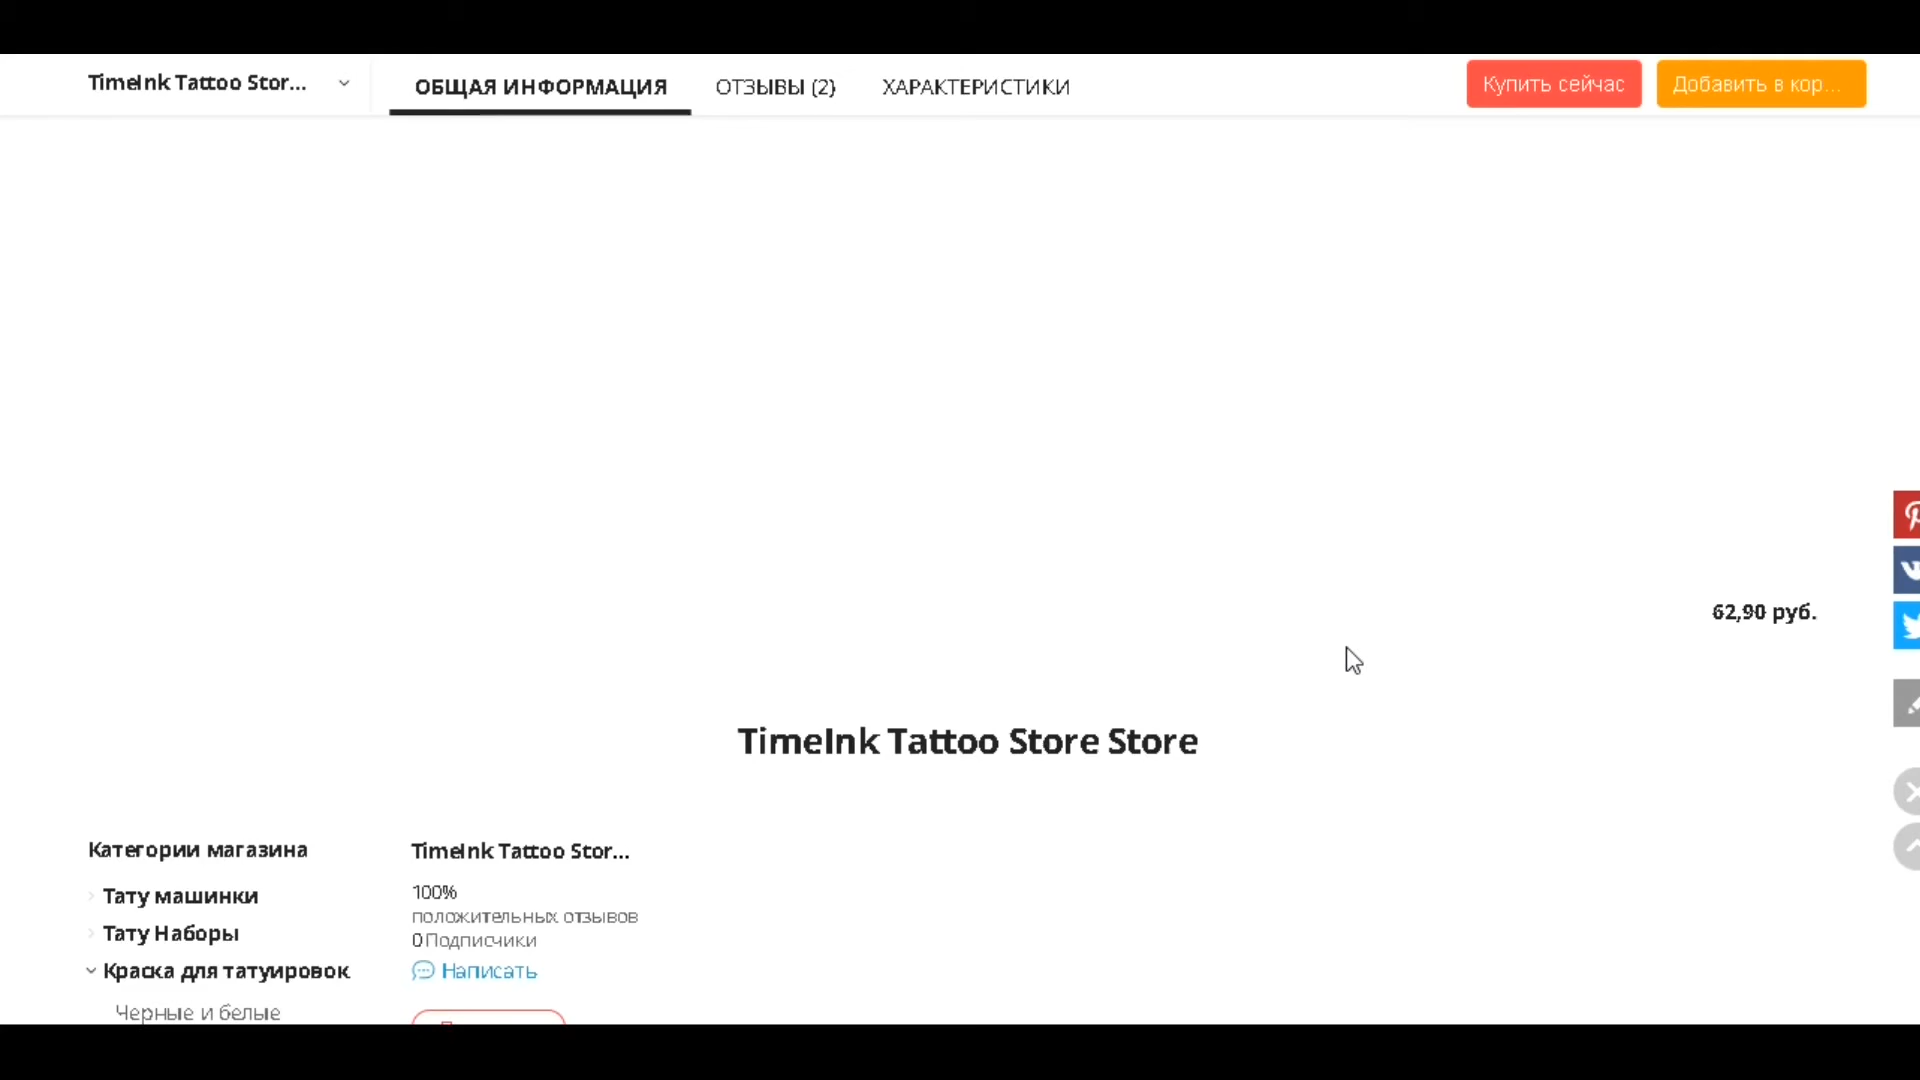 TimeInk Tattoo Stor...
ОБЩАЯ ИНФОРМАЦИЯ
ОТЗЫВЫ (2)
ХАРАКТЕРИСТИКИ
Купить сейчас
Добавить в кор...
62,90 руб.
TimeInk Tattoo Store Store
Категории магазина
Тату машинки
Тату Наборы
Краска для татуировок
Черные и белые
TimeInk Tattoo Stor...
100%
положительных отзывов
0 Подписчики
Написать